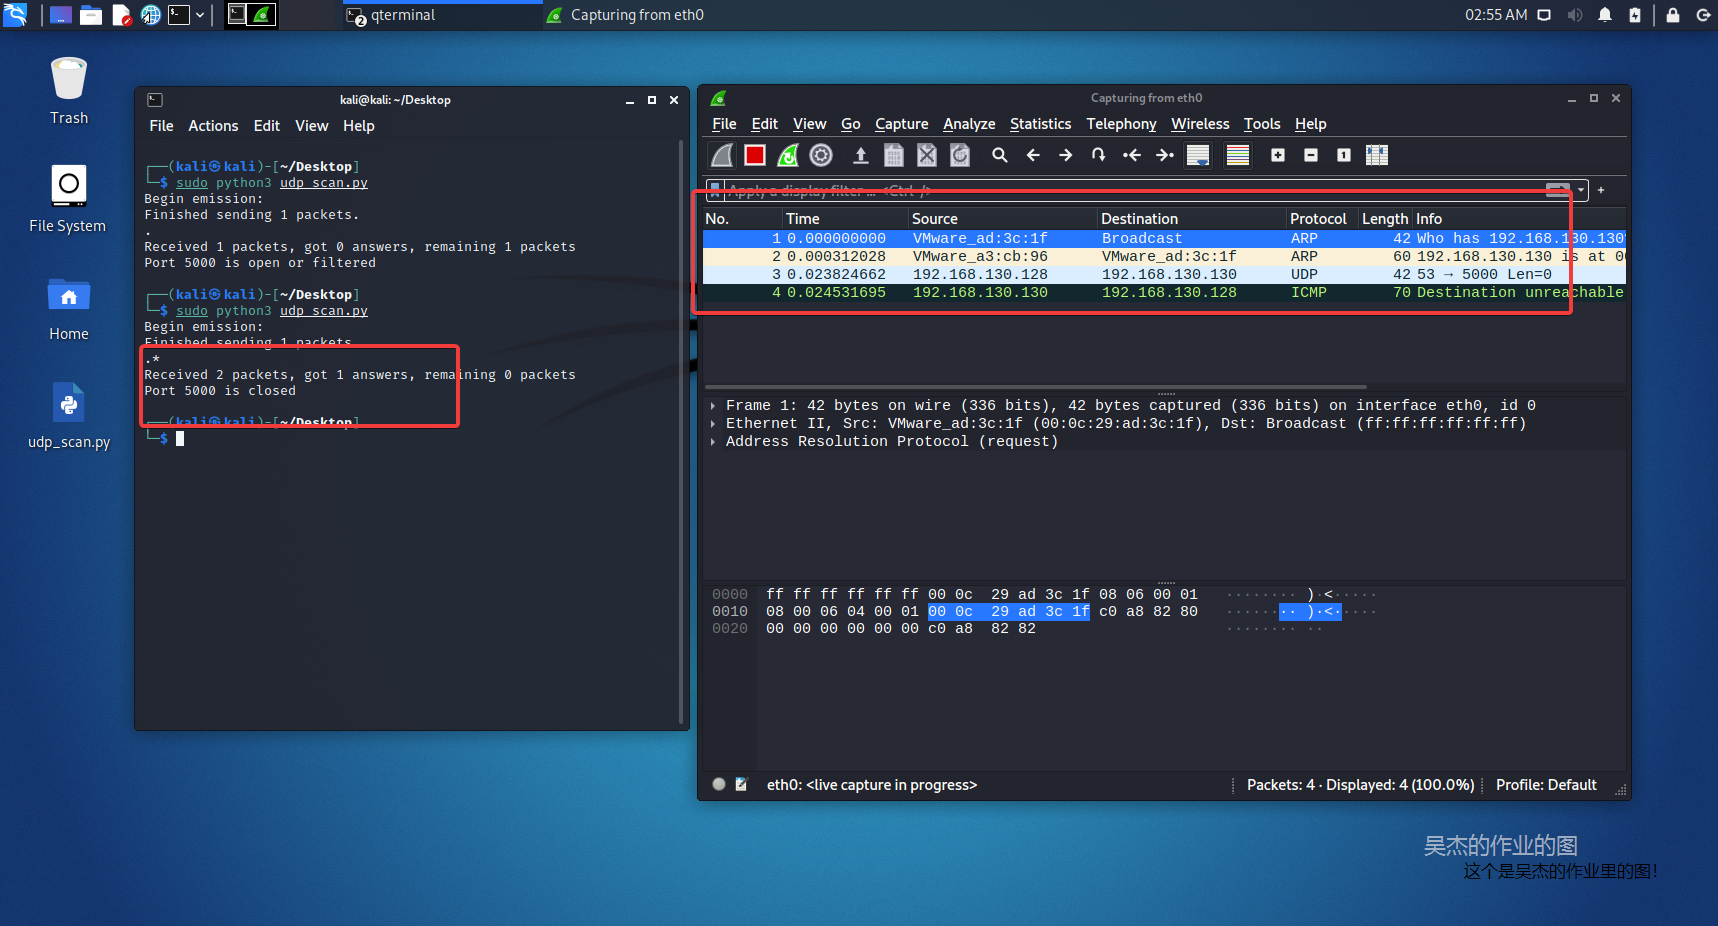 qterminal
Capturing from eth0
02:55 AM
Trash
File System
Home
udp_scan.py
kali@kali: ~/Desktop
File Actions Edit View Help
┌──(kali㉿kali)-[~/Desktop]
└─$ sudo python3 udp_scan.py
Begin emission:
Finished sending 1 packets.
.
Received 1 packets, got 0 answers, remaining 1 packets
Port 5000 is open or filtered
┌──(kali㉿kali)-[~/Desktop]
└─$ sudo python3 udp_scan.py
Begin emission:
Finished sending 1 packets.
.*
Received 2 packets, got 1 answers, remaining 0 packets
Port 5000 is closed
┌──(kali㉿kali)-[~/Desktop]
└─$
Capturing from eth0
File Edit View Go Capture Analyze Statistics Telephony Wireless Tools Help
Apply a display filter ... <Ctrl-/>
No. Time Source Destination Protocol Length Info
1 0.000000000 VMware_ad:3c:1f Broadcast ARP 42 Who has 192.168.130.130?
2 0.000312028 VMware_a3:cb:96 VMware_ad:3c:1f ARP 60 192.168.130.130 is at 00
3 0.023824662 192.168.130.128 192.168.130.130 UDP 42 53 → 5000 Len=0
4 0.024531695 192.168.130.130 192.168.130.128 ICMP 70 Destination unreachable
Frame 1: 42 bytes on wire (336 bits), 42 bytes captured (336 bits) on interface eth0, id 0
Ethernet II, Src: VMware_ad:3c:1f (00:0c:29:ad:3c:1f), Dst: Broadcast (ff:ff:ff:ff:ff:ff)
Address Resolution Protocol (request)
0000 ff ff ff ff ff ff 00 0c 29 ad 3c 1f 08 06 00 01 ········ )·<·····
0010 08 00 06 04 00 01 00 0c 29 ad 3c 1f c0 a8 82 80 ········ )·<·····
0020 00 00 00 00 00 00 c0 a8 82 82 ········ ··
eth0: <live capture in progress>
Packets: 4 · Displayed: 4 (100.0%)
Profile: Default
吴杰的作业的图
这个是吴杰的作业里的图!